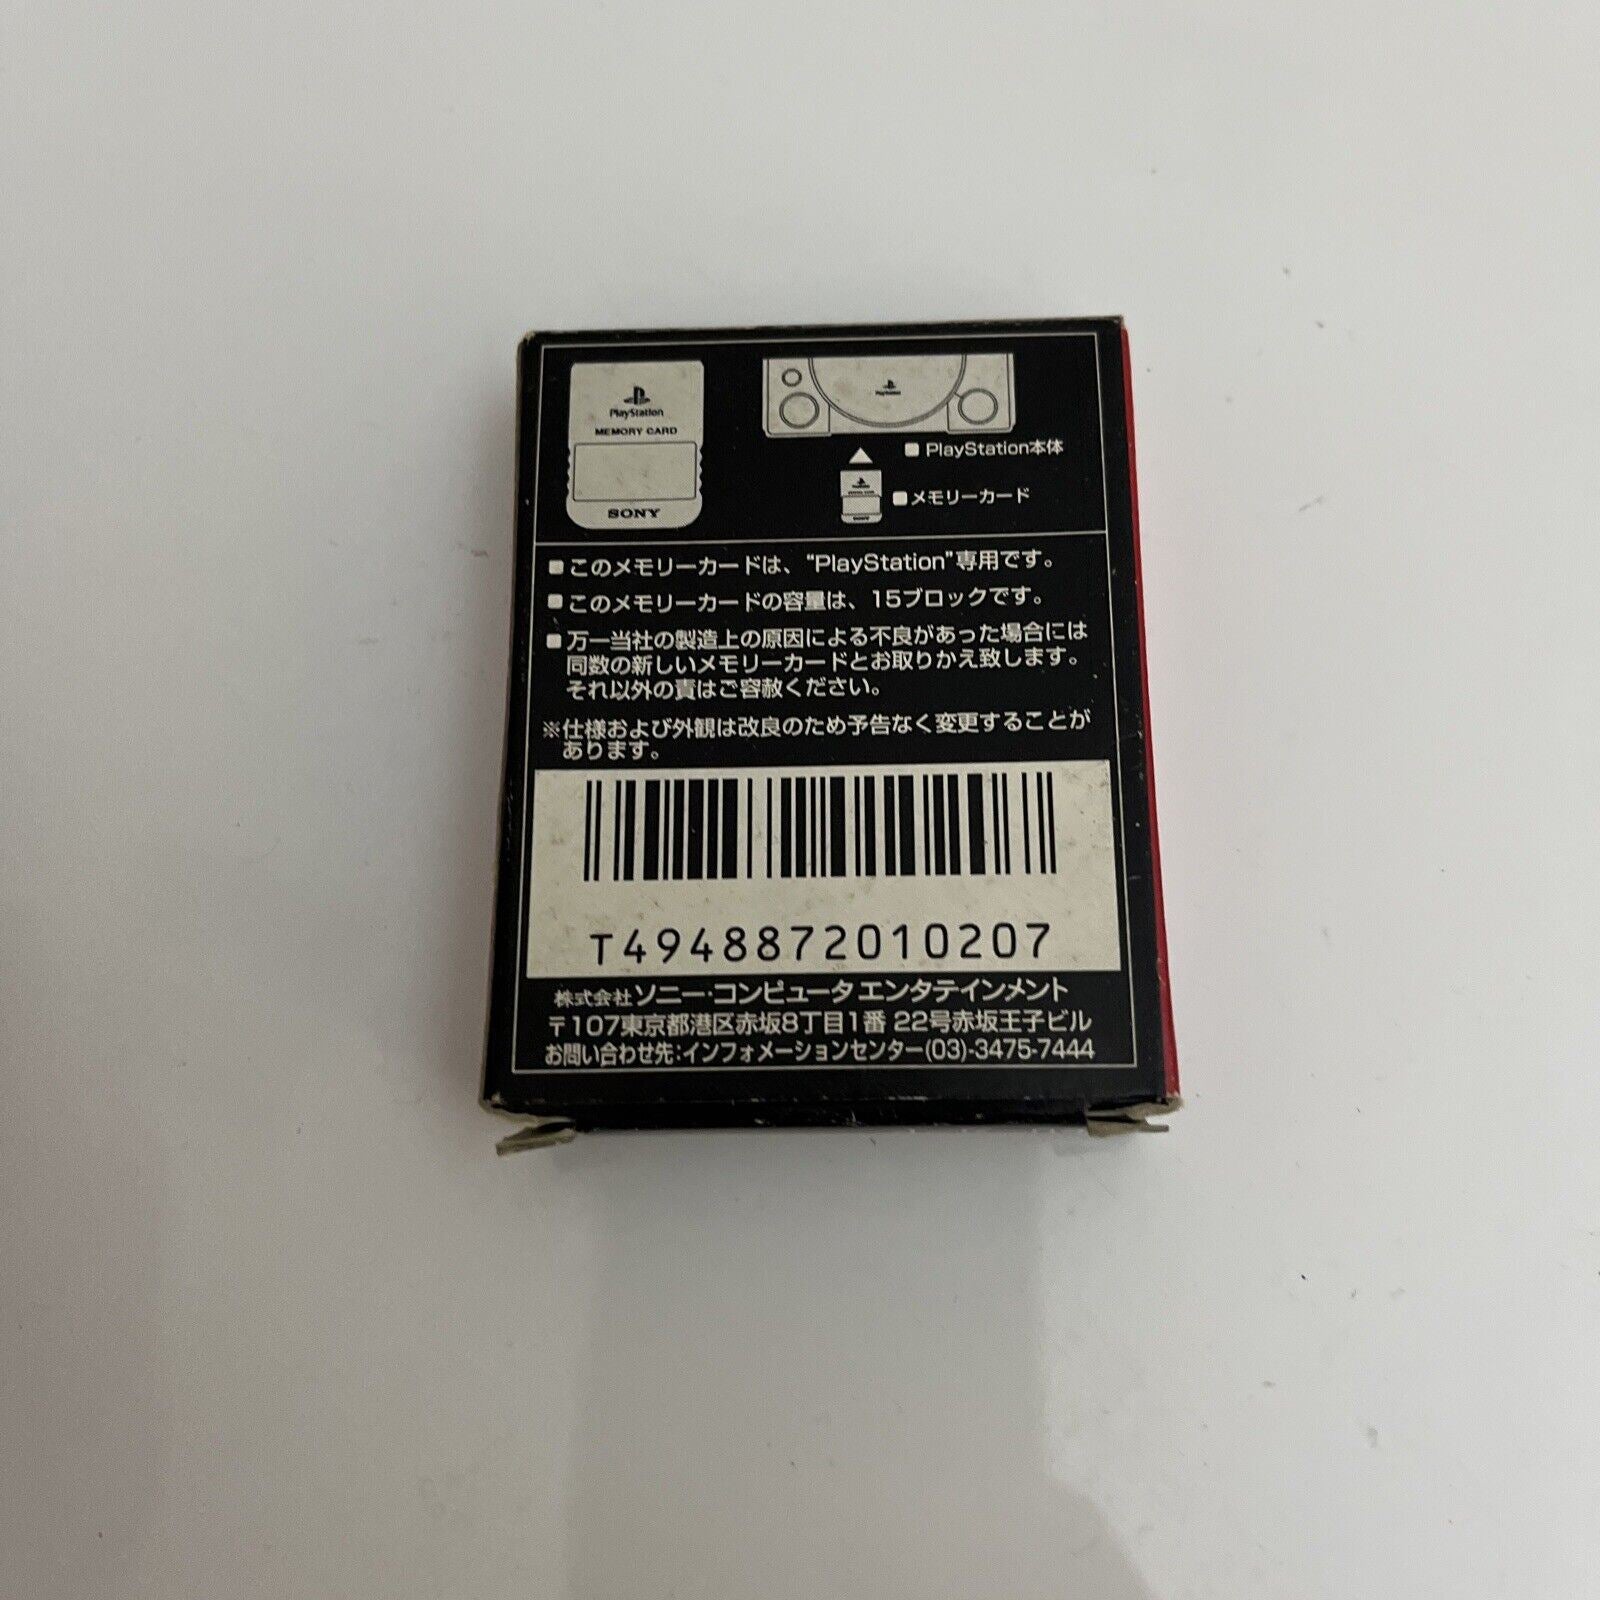 PlayStation
MEMORY CARD
SONY
PlayStation
■ PlayStation本体
■ メモリーカード
■ このメモリーカードは、“PlayStation”専用です。
■ このメモリーカードの容量は、15ブロックです。
■ 万一当社の製造上の原因による不良があった場合には
同数の新しいメモリーカードとお取りかえ致します。
それ以外の責はご容赦ください。
※仕様および外観は改良のため予告なく変更することが
あります。
T4948872010207
株式会社 ソニー・コンピュータエンタテインメント
〒107東京都港区赤坂8丁目1番 22号赤坂王子ビル
お問い合わせ先:インフォメーションセンター(03)-3475-7444